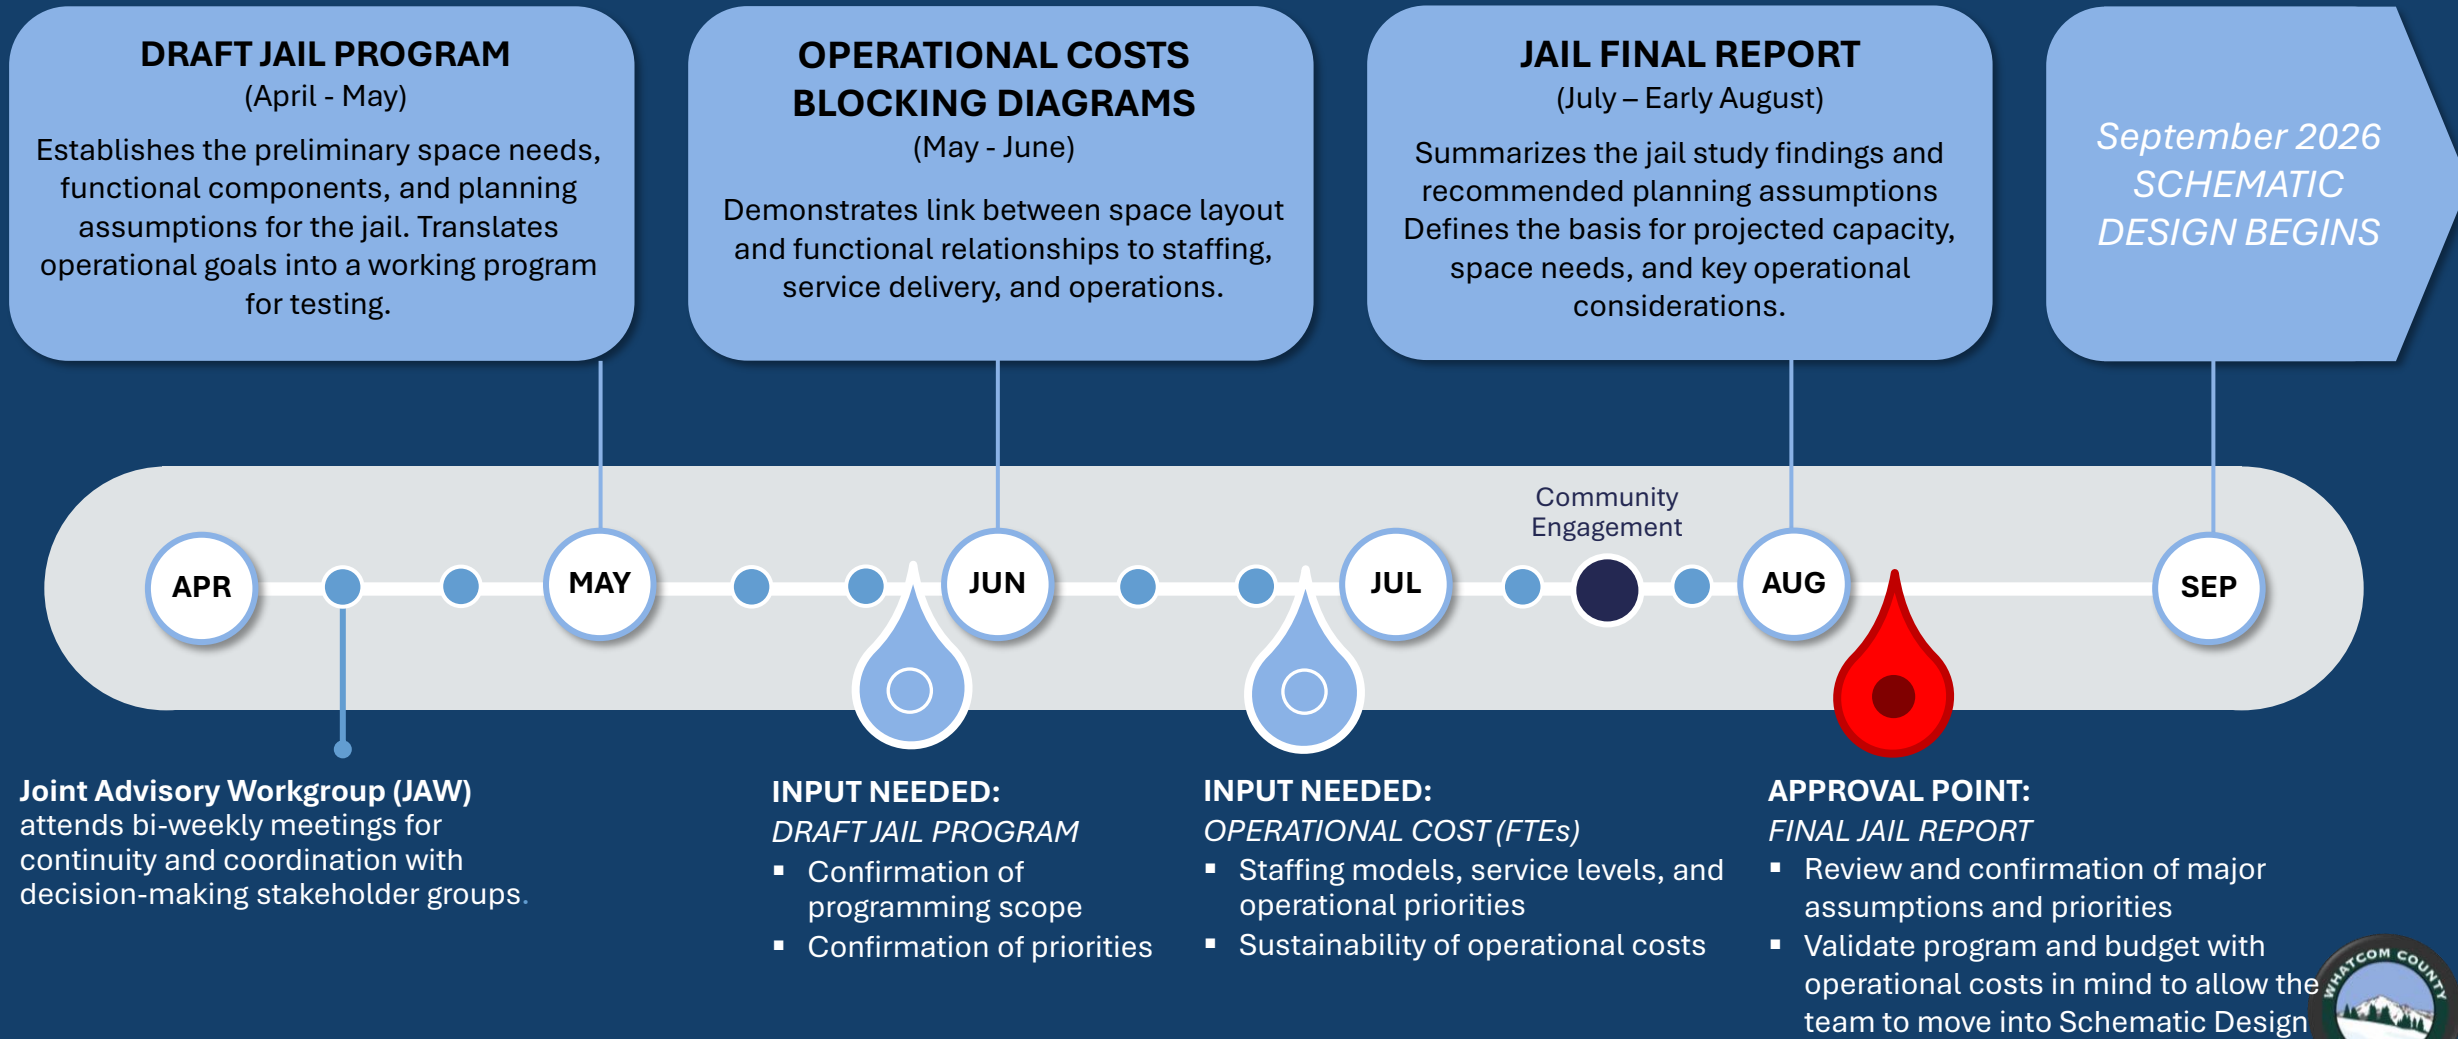 DRAFT JAIL PROGRAM
(April - May)
Establishes the preliminary space needs,
functional components, and planning
assumptions for the jail. Translates
operational goals into a working program
for testing.
OPERATIONAL COSTS
BLOCKING DIAGRAMS
(May - June)
Demonstrates link between space layout
and functional relationships to staffing,
service delivery, and operations.
JAIL FINAL REPORT
(July – Early August)
Summarizes the jail study findings and
recommended planning assumptions
Defines the basis for projected capacity,
space needs, and key operational
considerations.
September 2026
SCHEMATIC
DESIGN BEGINS
Community
Engagement
APR
MAY
JUN
JUL
AUG
SEP
Joint Advisory Workgroup (JAW)
attends bi-weekly meetings for
continuity and coordination with
decision-making stakeholder groups.
INPUT NEEDED:
DRAFT JAIL PROGRAM
▪ Confirmation of
programming scope
▪ Confirmation of priorities
INPUT NEEDED:
OPERATIONAL COST (FTEs)
▪ Staffing models, service levels, and
operational priorities
▪ Sustainability of operational costs
APPROVAL POINT:
FINAL JAIL REPORT
▪ Review and confirmation of major
assumptions and priorities
▪ Validate program and budget with
operational costs in mind to allow the
team to move into Schematic Design
WHATCOM COUNTY